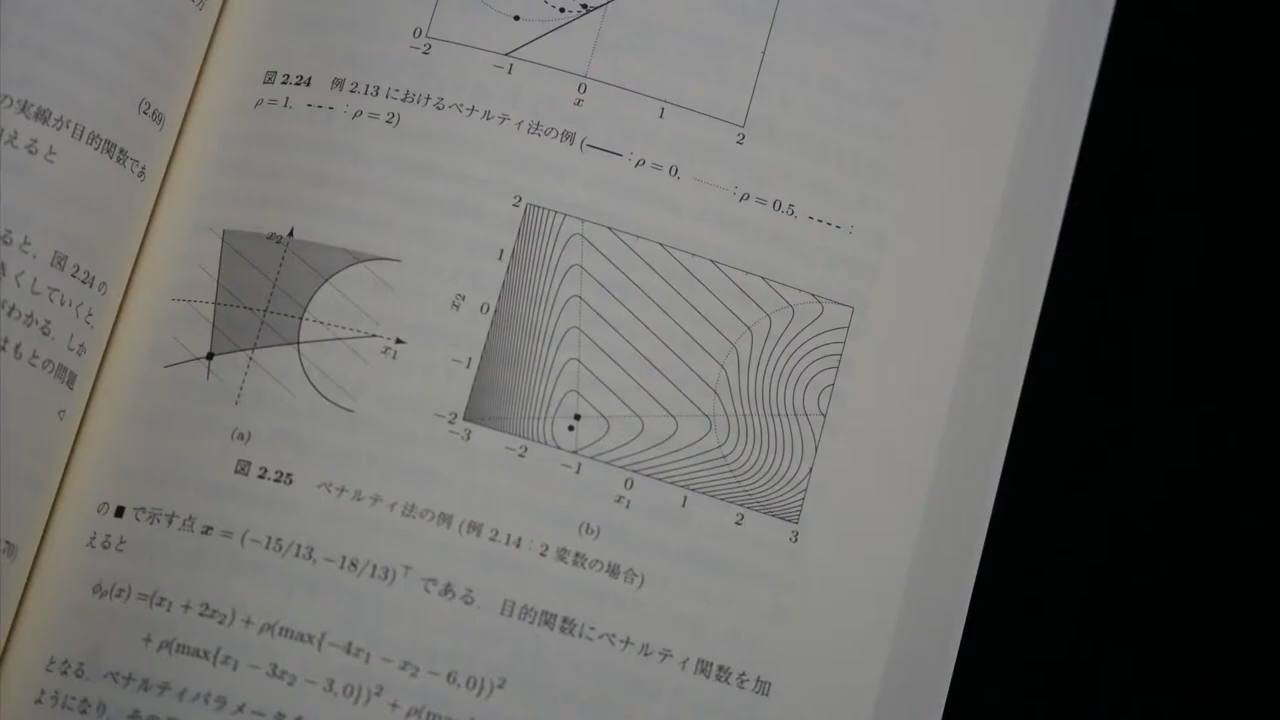 (2.69)
の実線が目的関数であ
えると
ると，図 2.24 の
きくしていくと，
がわかる．しか
はもとの問題
◁
0
−2
−1
0
x
1
2
図 2.24 例 2.13 におけるペナルティ法の例 (—— : ρ = 0, ········ : ρ = 0.5, ---- :
ρ = 1, --- : ρ = 2)
x₂
x₁
(a)
2
1
0
−1
−2
x₂
−3
−2
−1
0
1
2
3
x₁
(b)
図 2.25 ペナルティ法の例 (例 2.14 : 2 変数の場合)
の ■ で示す点 x = (−15/13, −18/13)⊤ である．目的関数にペナルティ関数を加
えると
ϕρ(x) =(x₁ + 2x₂) + ρ(max{−4x₁ − x₂ − 6, 0})²
+ ρ(max{x₁ − 3x₂ − 3, 0})² + ρ(
となる．ペナルティパラメータ
ようになり，